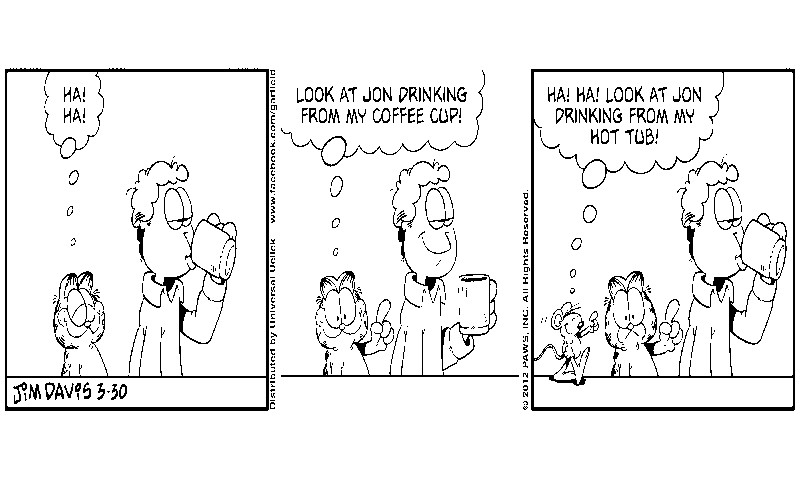 HA!
HA!
JIM DAVIS 3-30
Distributed by Universal Uclick www.facebook.com/garfield
LOOK AT JON DRINKING
FROM MY COFFEE CUP!
© 2012 PAWS, INC. All Rights Reserved.
HA! HA! LOOK AT JON
DRINKING FROM MY
HOT TUB!